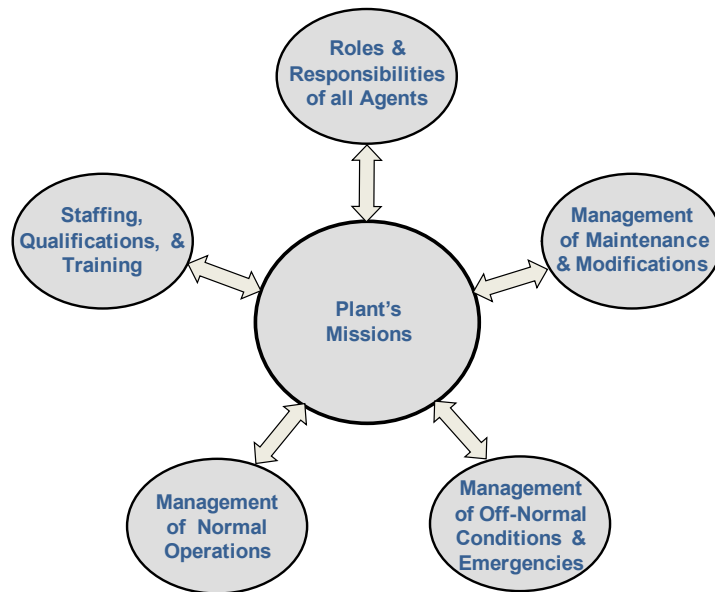 Roles &
Responsibilities
of all Agents
Staffing,
Qualifications, &
Training
Management
of Maintenance
& Modifications
Plant's
Missions
Management
of Normal
Operations
Management
of Off-Normal
Conditions &
Emergencies